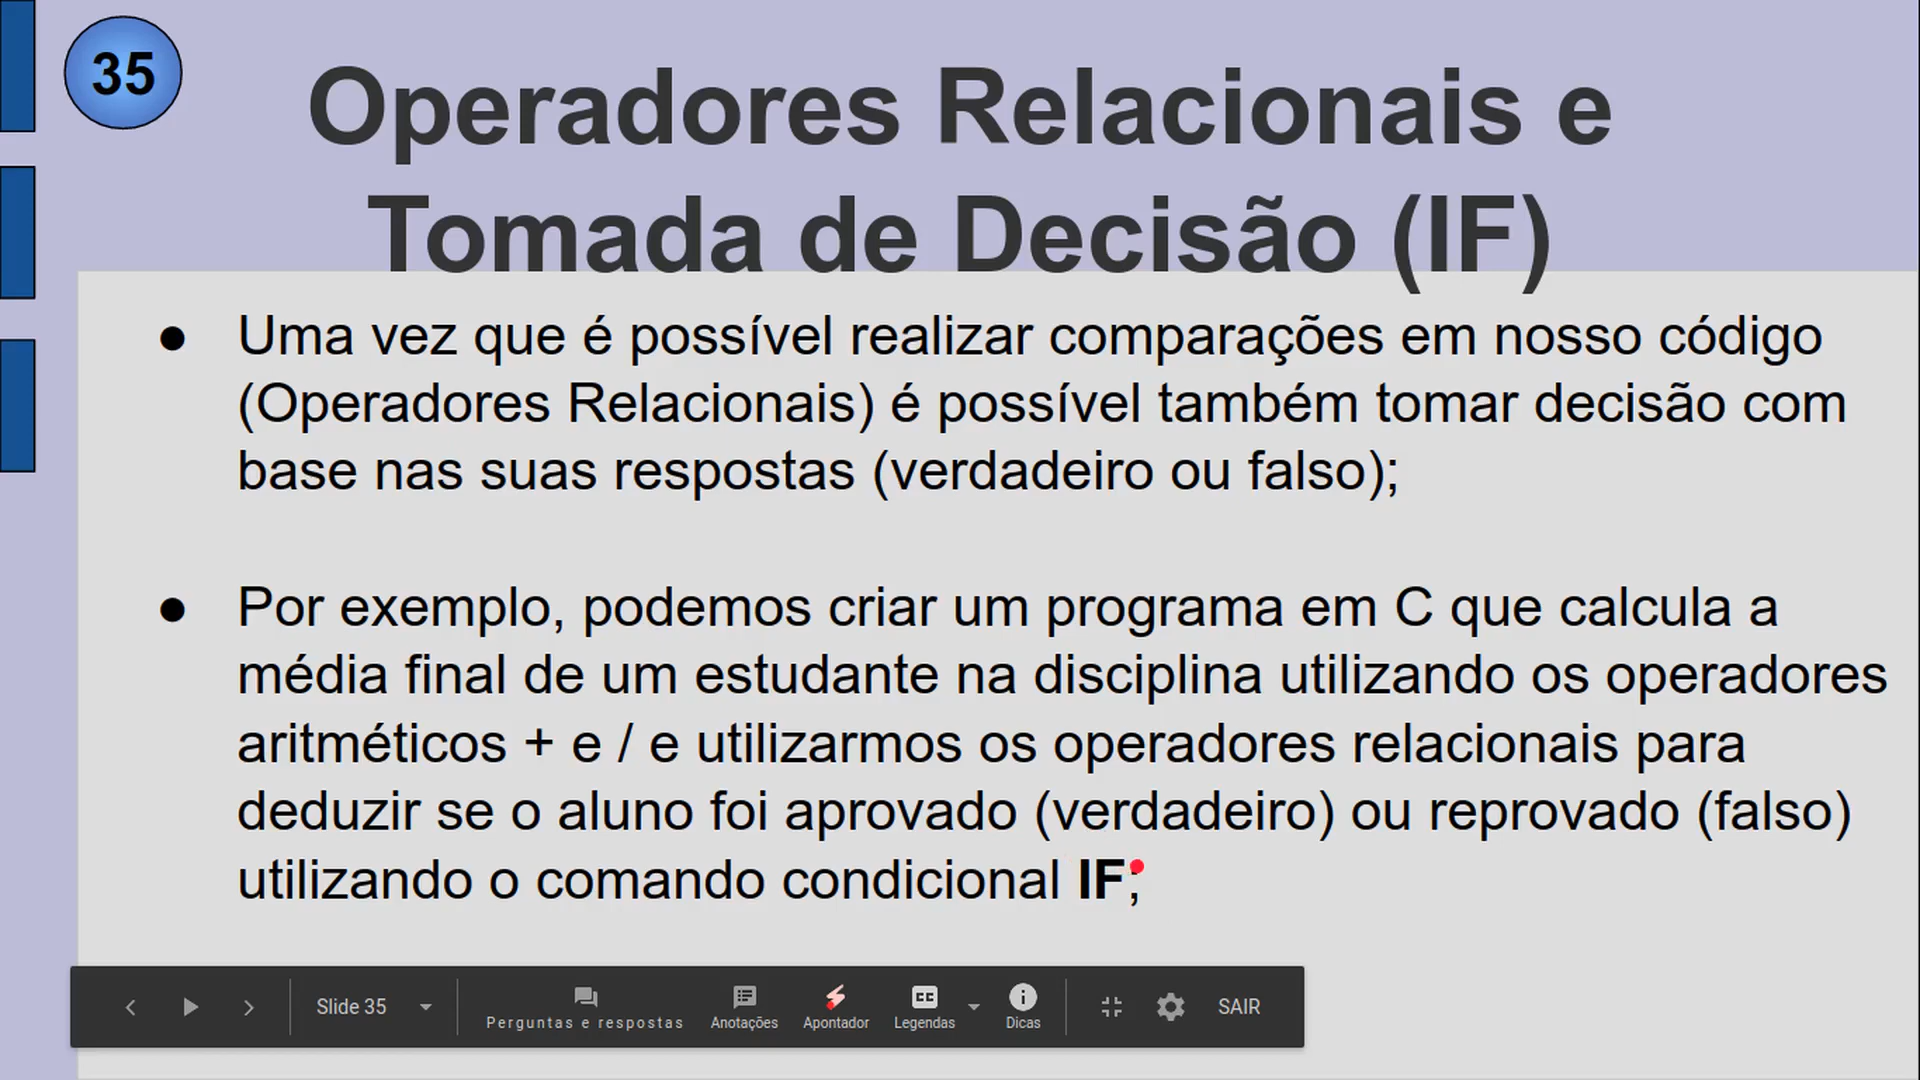 35
Operadores Relacionais e
Tomada de Decisão (IF)
● Uma vez que é possível realizar comparações em nosso código
(Operadores Relacionais) é possível também tomar decisão com
base nas suas respostas (verdadeiro ou falso);
● Por exemplo, podemos criar um programa em C que calcula a
média final de um estudante na disciplina utilizando os operadores
aritméticos + e / e utilizarmos os operadores relacionais para
deduzir se o aluno foi aprovado (verdadeiro) ou reprovado (falso)
utilizando o comando condicional IF;
Slide 35
Perguntas e respostas
Anotações
Apontador
Legendas
Dicas
SAIR